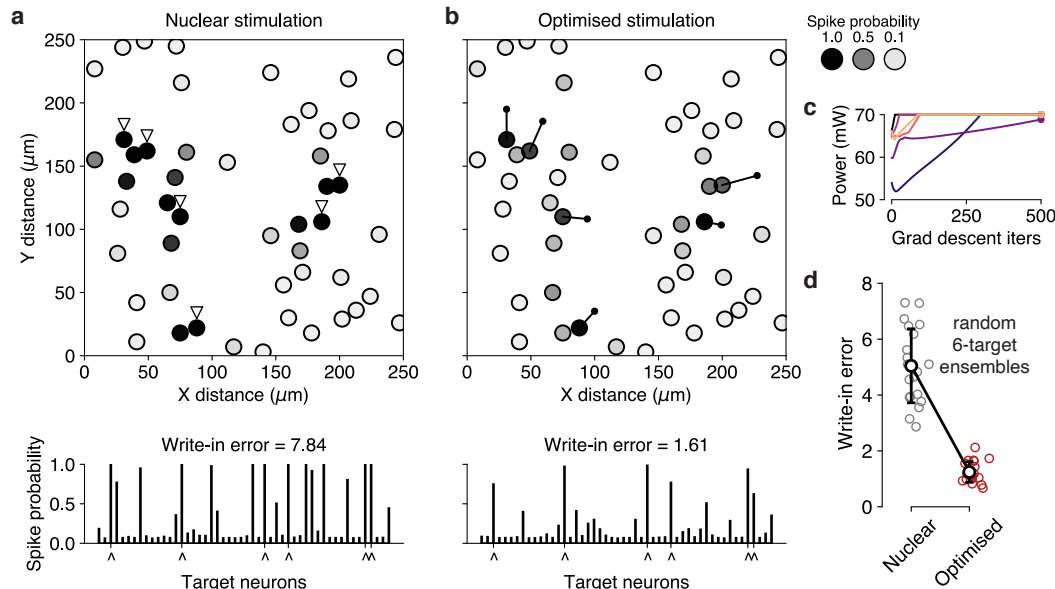 a
Nuclear stimulation
b
Optimised stimulation
Spike probability
1.0 0.5 0.1
250
200
150
100
50
0
Y distance (µm)
0 50 100 150 200 250
X distance (µm)
0 50 100 150 200 250
X distance (µm)
c
70
60
50
Power (mW)
0 250 500
Grad descent iters
d
8
6
4
2
0
Write-in error
random
6-target
ensembles
Nuclear
Optimised
Write-in error = 7.84
1.0
0.5
0.0
Spike probability
^ ^ ^ ^ ^^
Target neurons
Write-in error = 1.61
^ ^ ^ ^ ^^
Target neurons